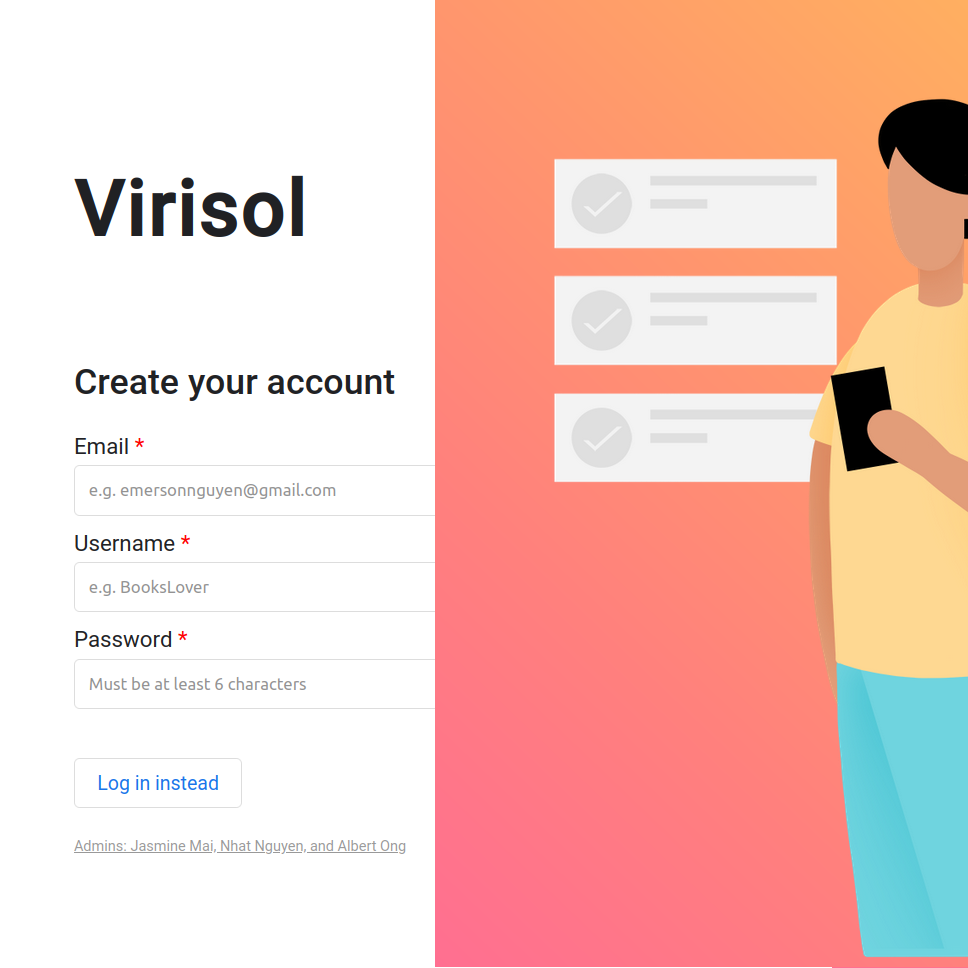 Virisol
Create your account
Email *
e.g. emersonnguyen@gmail.com
Username *
e.g. BooksLover
Password *
Must be at least 6 characters
Log in instead
Admins: Jasmine Mai, Nhat Nguyen, and Albert Ong